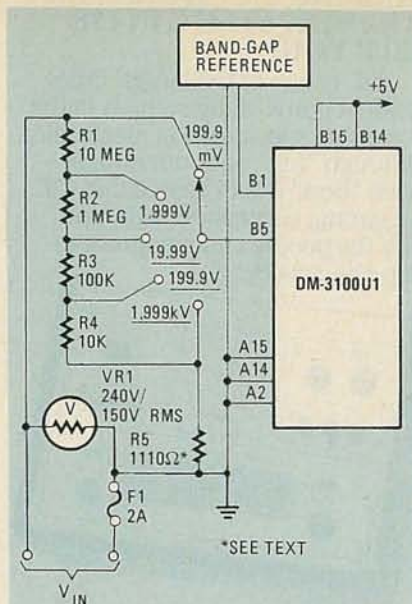 BAND-GAP
REFERENCE
+5V
B15
B14
B1
B5
DM-3100U1
A15
A14
A2
R1
10 MEG
R2
1 MEG
R3
100K
R4
10K
199.9
mV
1.999V
19.99V
199.9V
1,999kV
VR1
240V/
150V RMS
V
R5
1110Ω*
F1
2A
*SEE TEXT
VIN